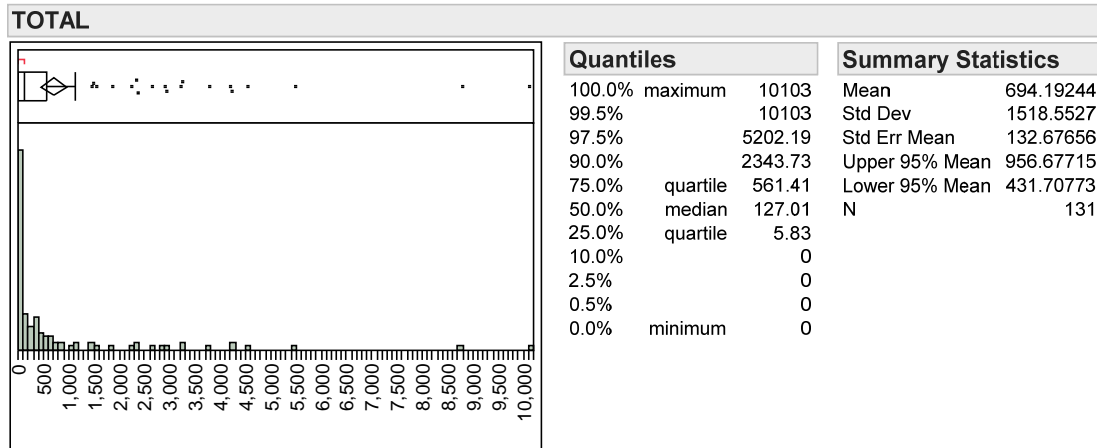 TOTAL
0
500
1,000
1,500
2,000
2,500
3,000
3,500
4,000
4,500
5,000
5,500
6,000
6,500
7,000
7,500
8,000
8,500
9,000
9,500
10,000
Quantiles
100.0% maximum 10103
99.5% 10103
97.5% 5202.19
90.0% 2343.73
75.0% quartile 561.41
50.0% median 127.01
25.0% quartile 5.83
10.0% 0
2.5% 0
0.5% 0
0.0% minimum 0
Summary Statistics
Mean 694.19244
Std Dev 1518.5527
Std Err Mean 132.67656
Upper 95% Mean 956.67715
Lower 95% Mean 431.70773
N 131